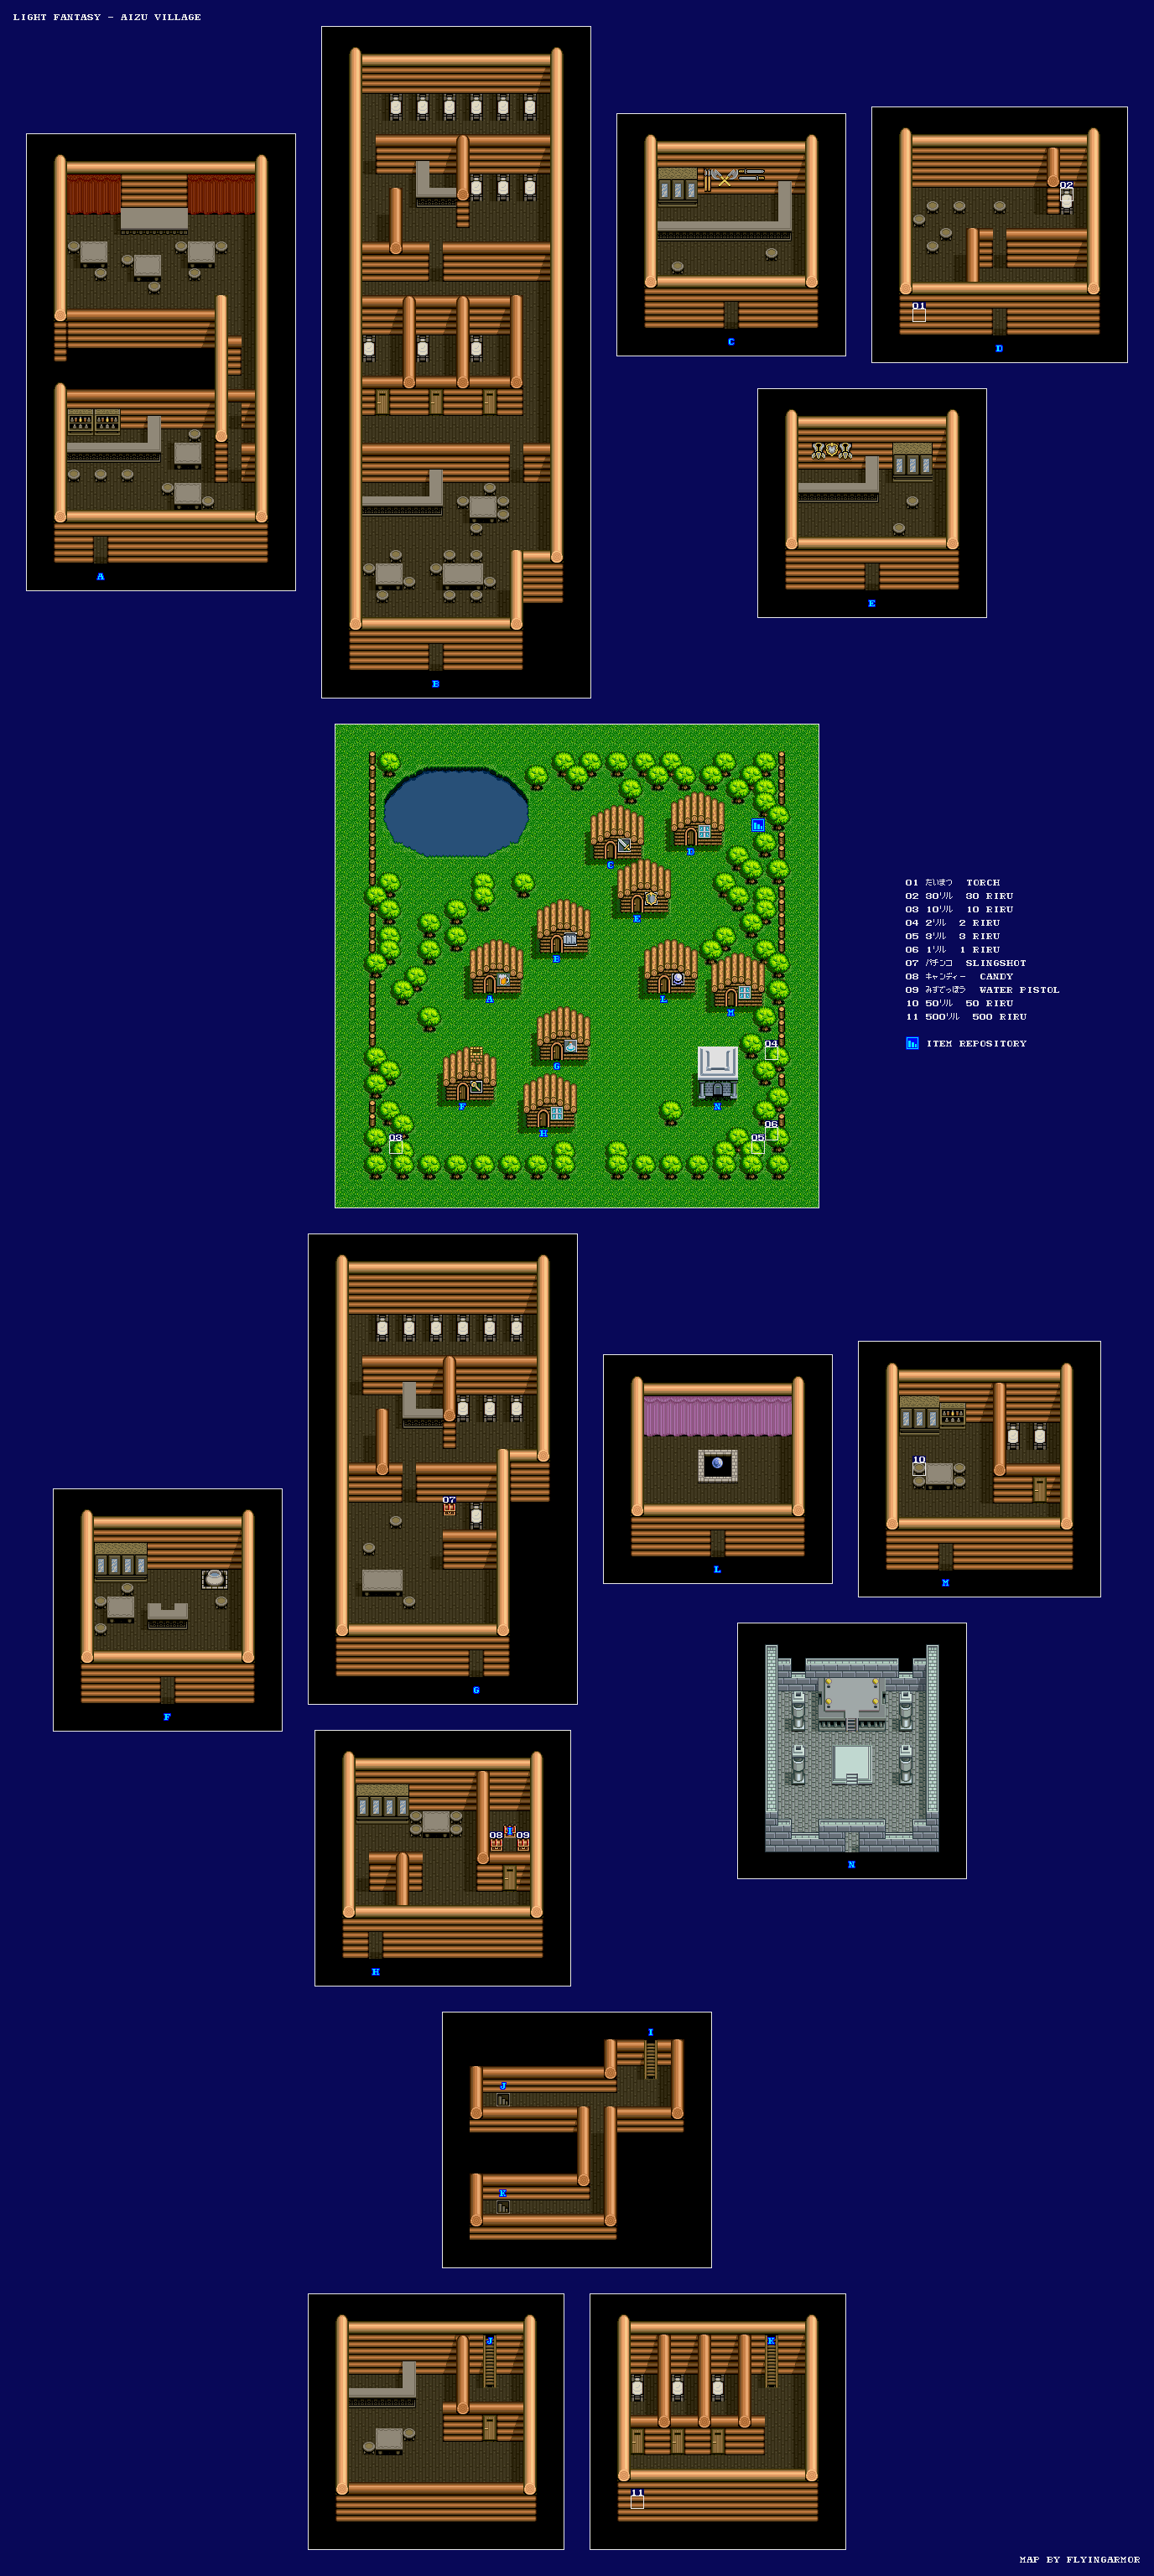 LIGHT FANTASY - AIZU VILLAGE
02
01
C
D
A
E
B
C
D
E
B
A
L
M
G
04
F
N
H
06
03
05
01 たいまつ TORCH
02 30リル 30 RIRU
03 10リル 10 RIRU
04 2リル 2 RIRU
05 3リル 3 RIRU
06 1リル 1 RIRU
07 パチンコ SLINGSHOT
08 キャンディー CANDY
09 みずでっぽう WATER PISTOL
10 50リル 50 RIRU
11 500リル 500 RIRU
ITEM REPOSITORY
07
10
L
M
G
F
I
08 09
N
H
I
J
K
J
K
11
MAP BY FLYINGARMOR